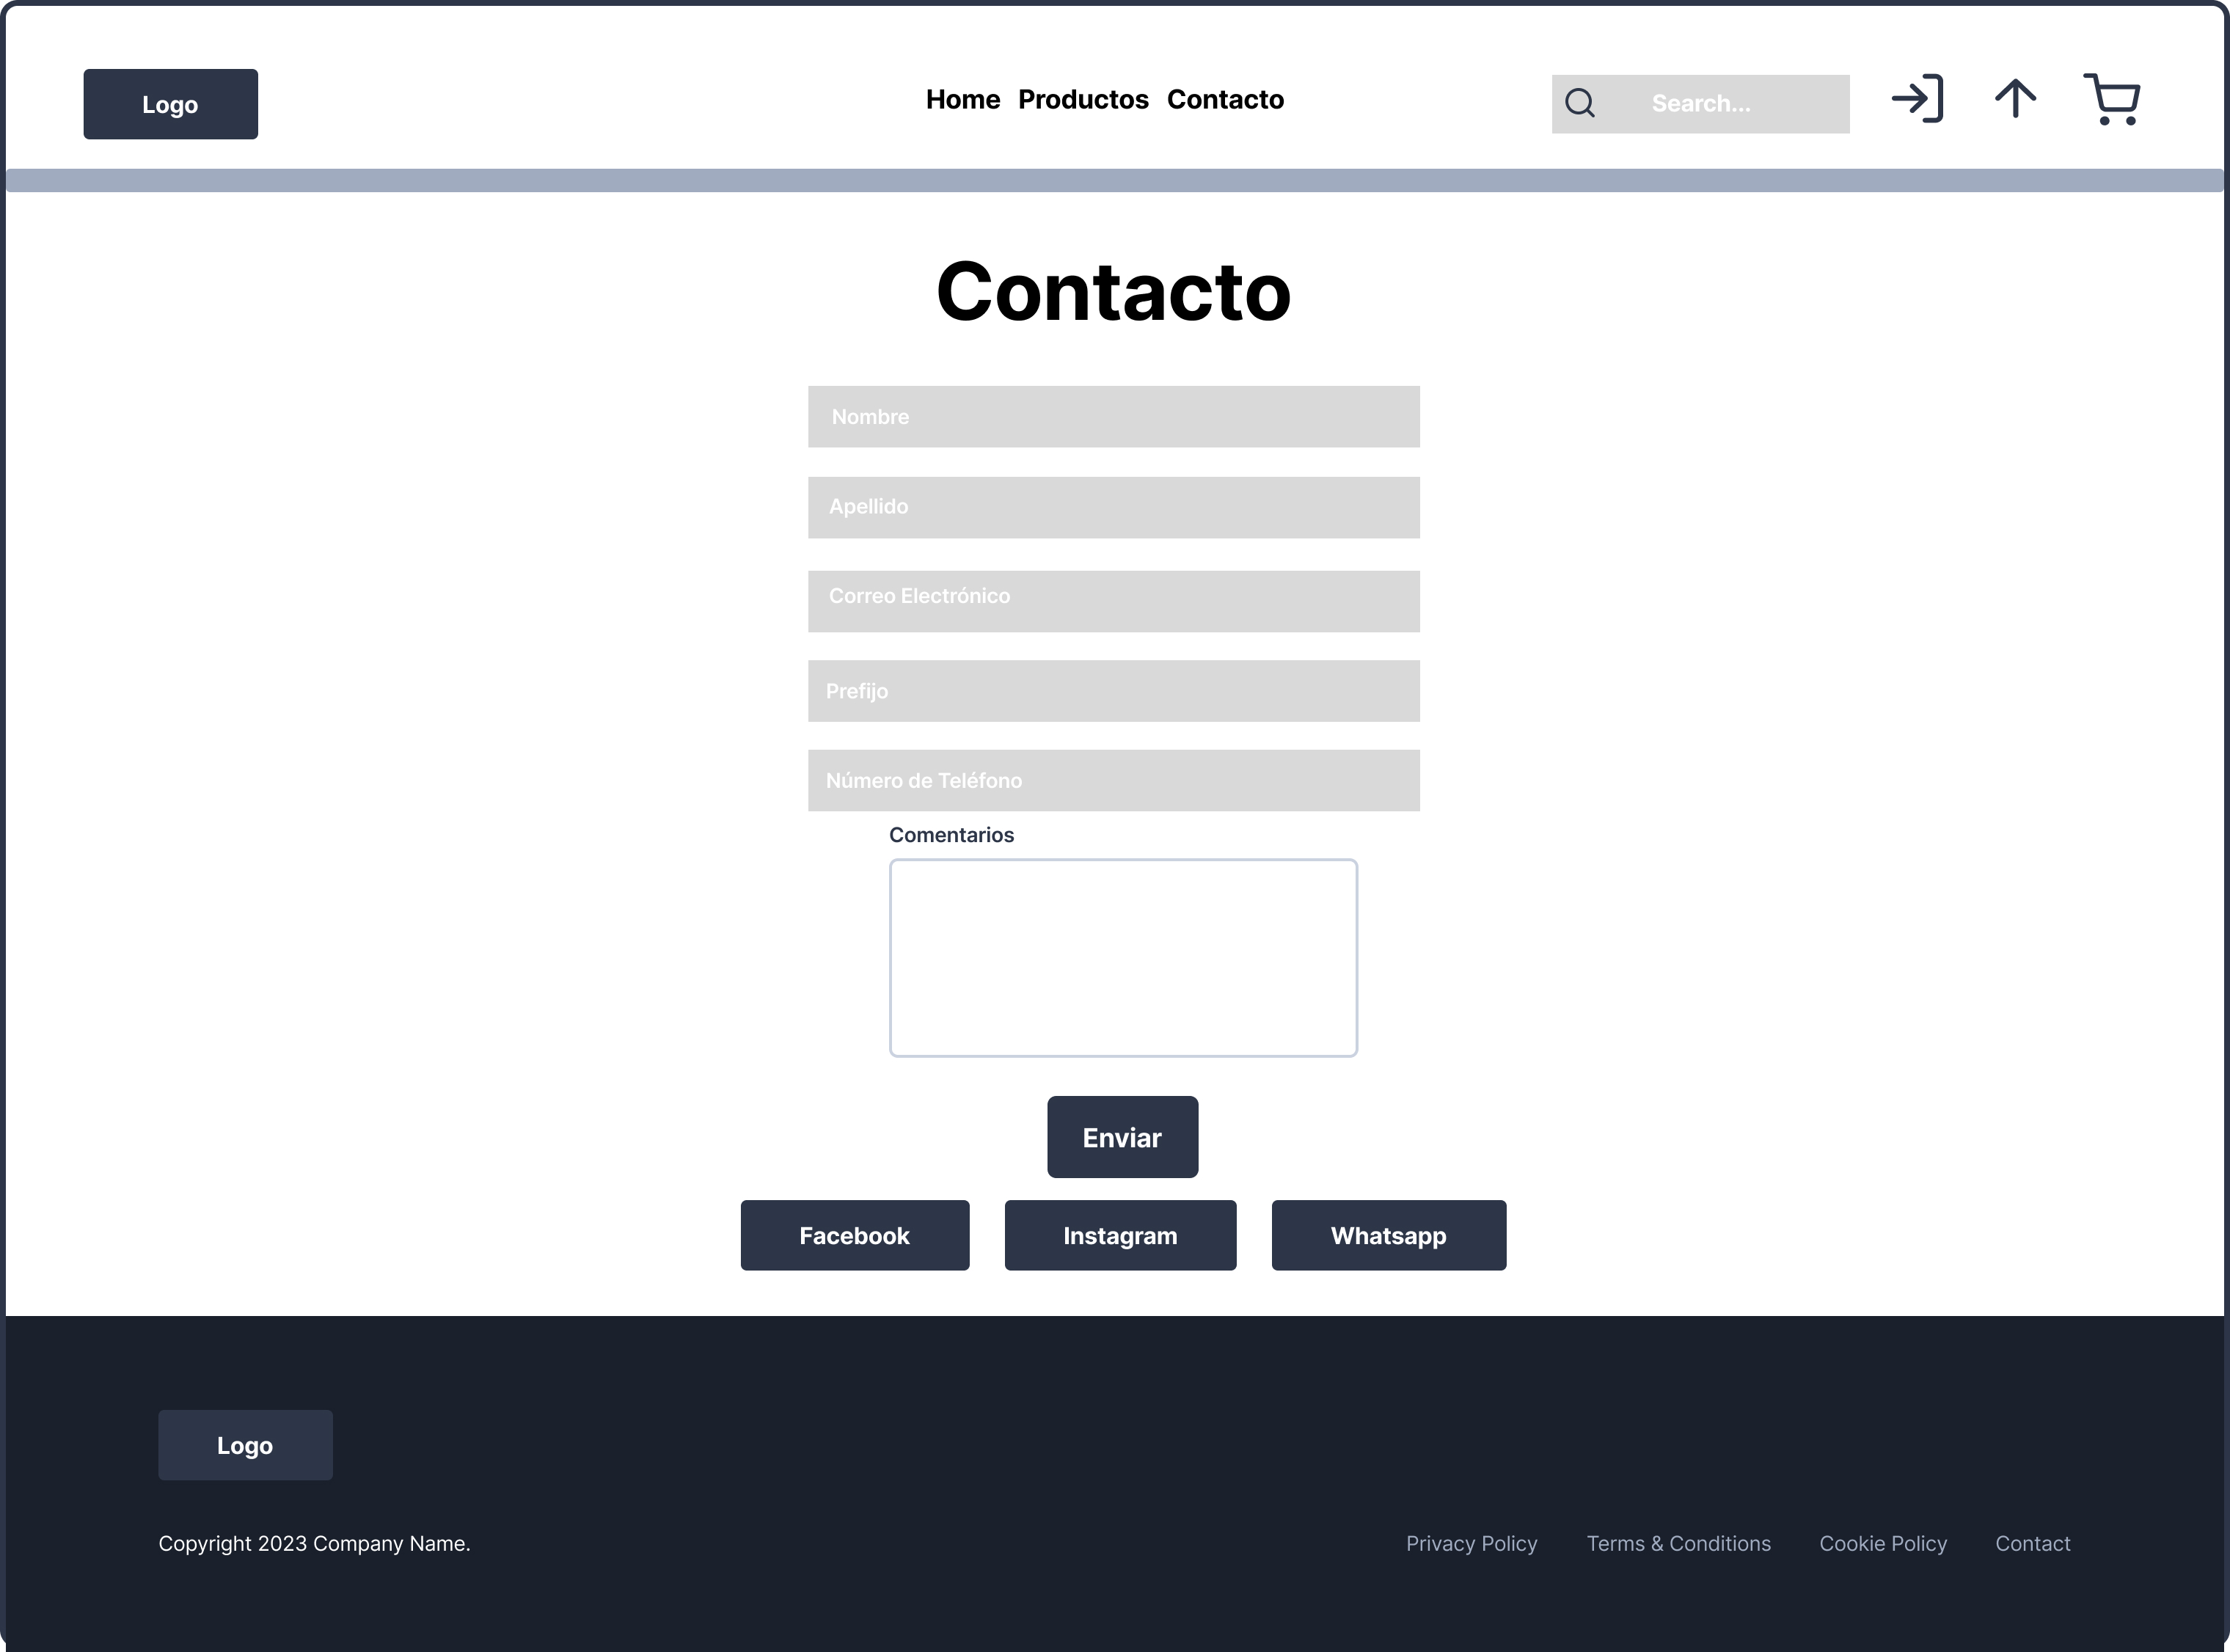 Logo
Home Productos Contacto
Search...
Contacto
Nombre
Apellido
Correo Electrónico
Prefijo
Número de Teléfono
Comentarios
Enviar
Facebook Instagram Whatsapp
Logo
Copyright 2023 Company Name.
Privacy Policy Terms & Conditions Cookie Policy Contact